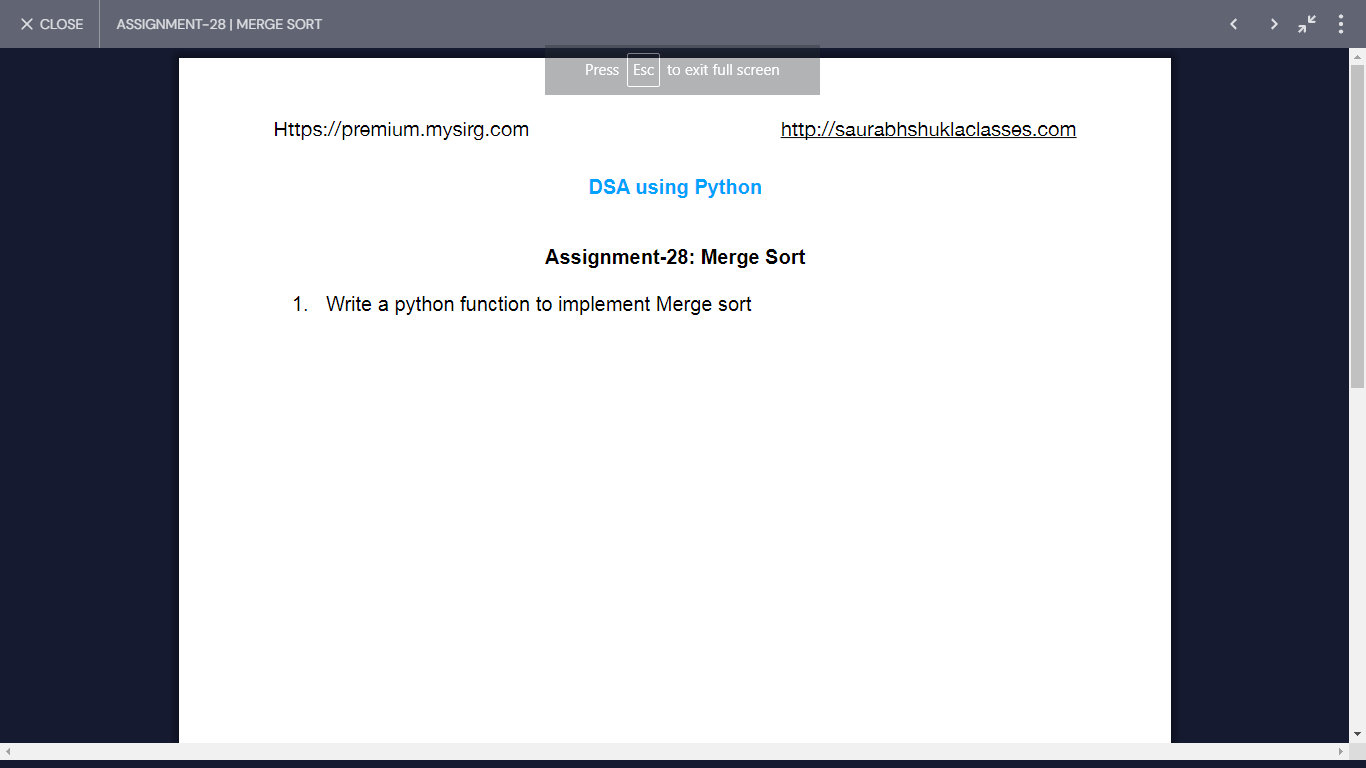 CLOSE
ASSIGNMENT-28 | MERGE SORT
Press Esc to exit full screen
Https://premium.mysirg.com
http://saurabhshuklaclasses.com
DSA using Python
Assignment-28: Merge Sort
1. Write a python function to implement Merge sort